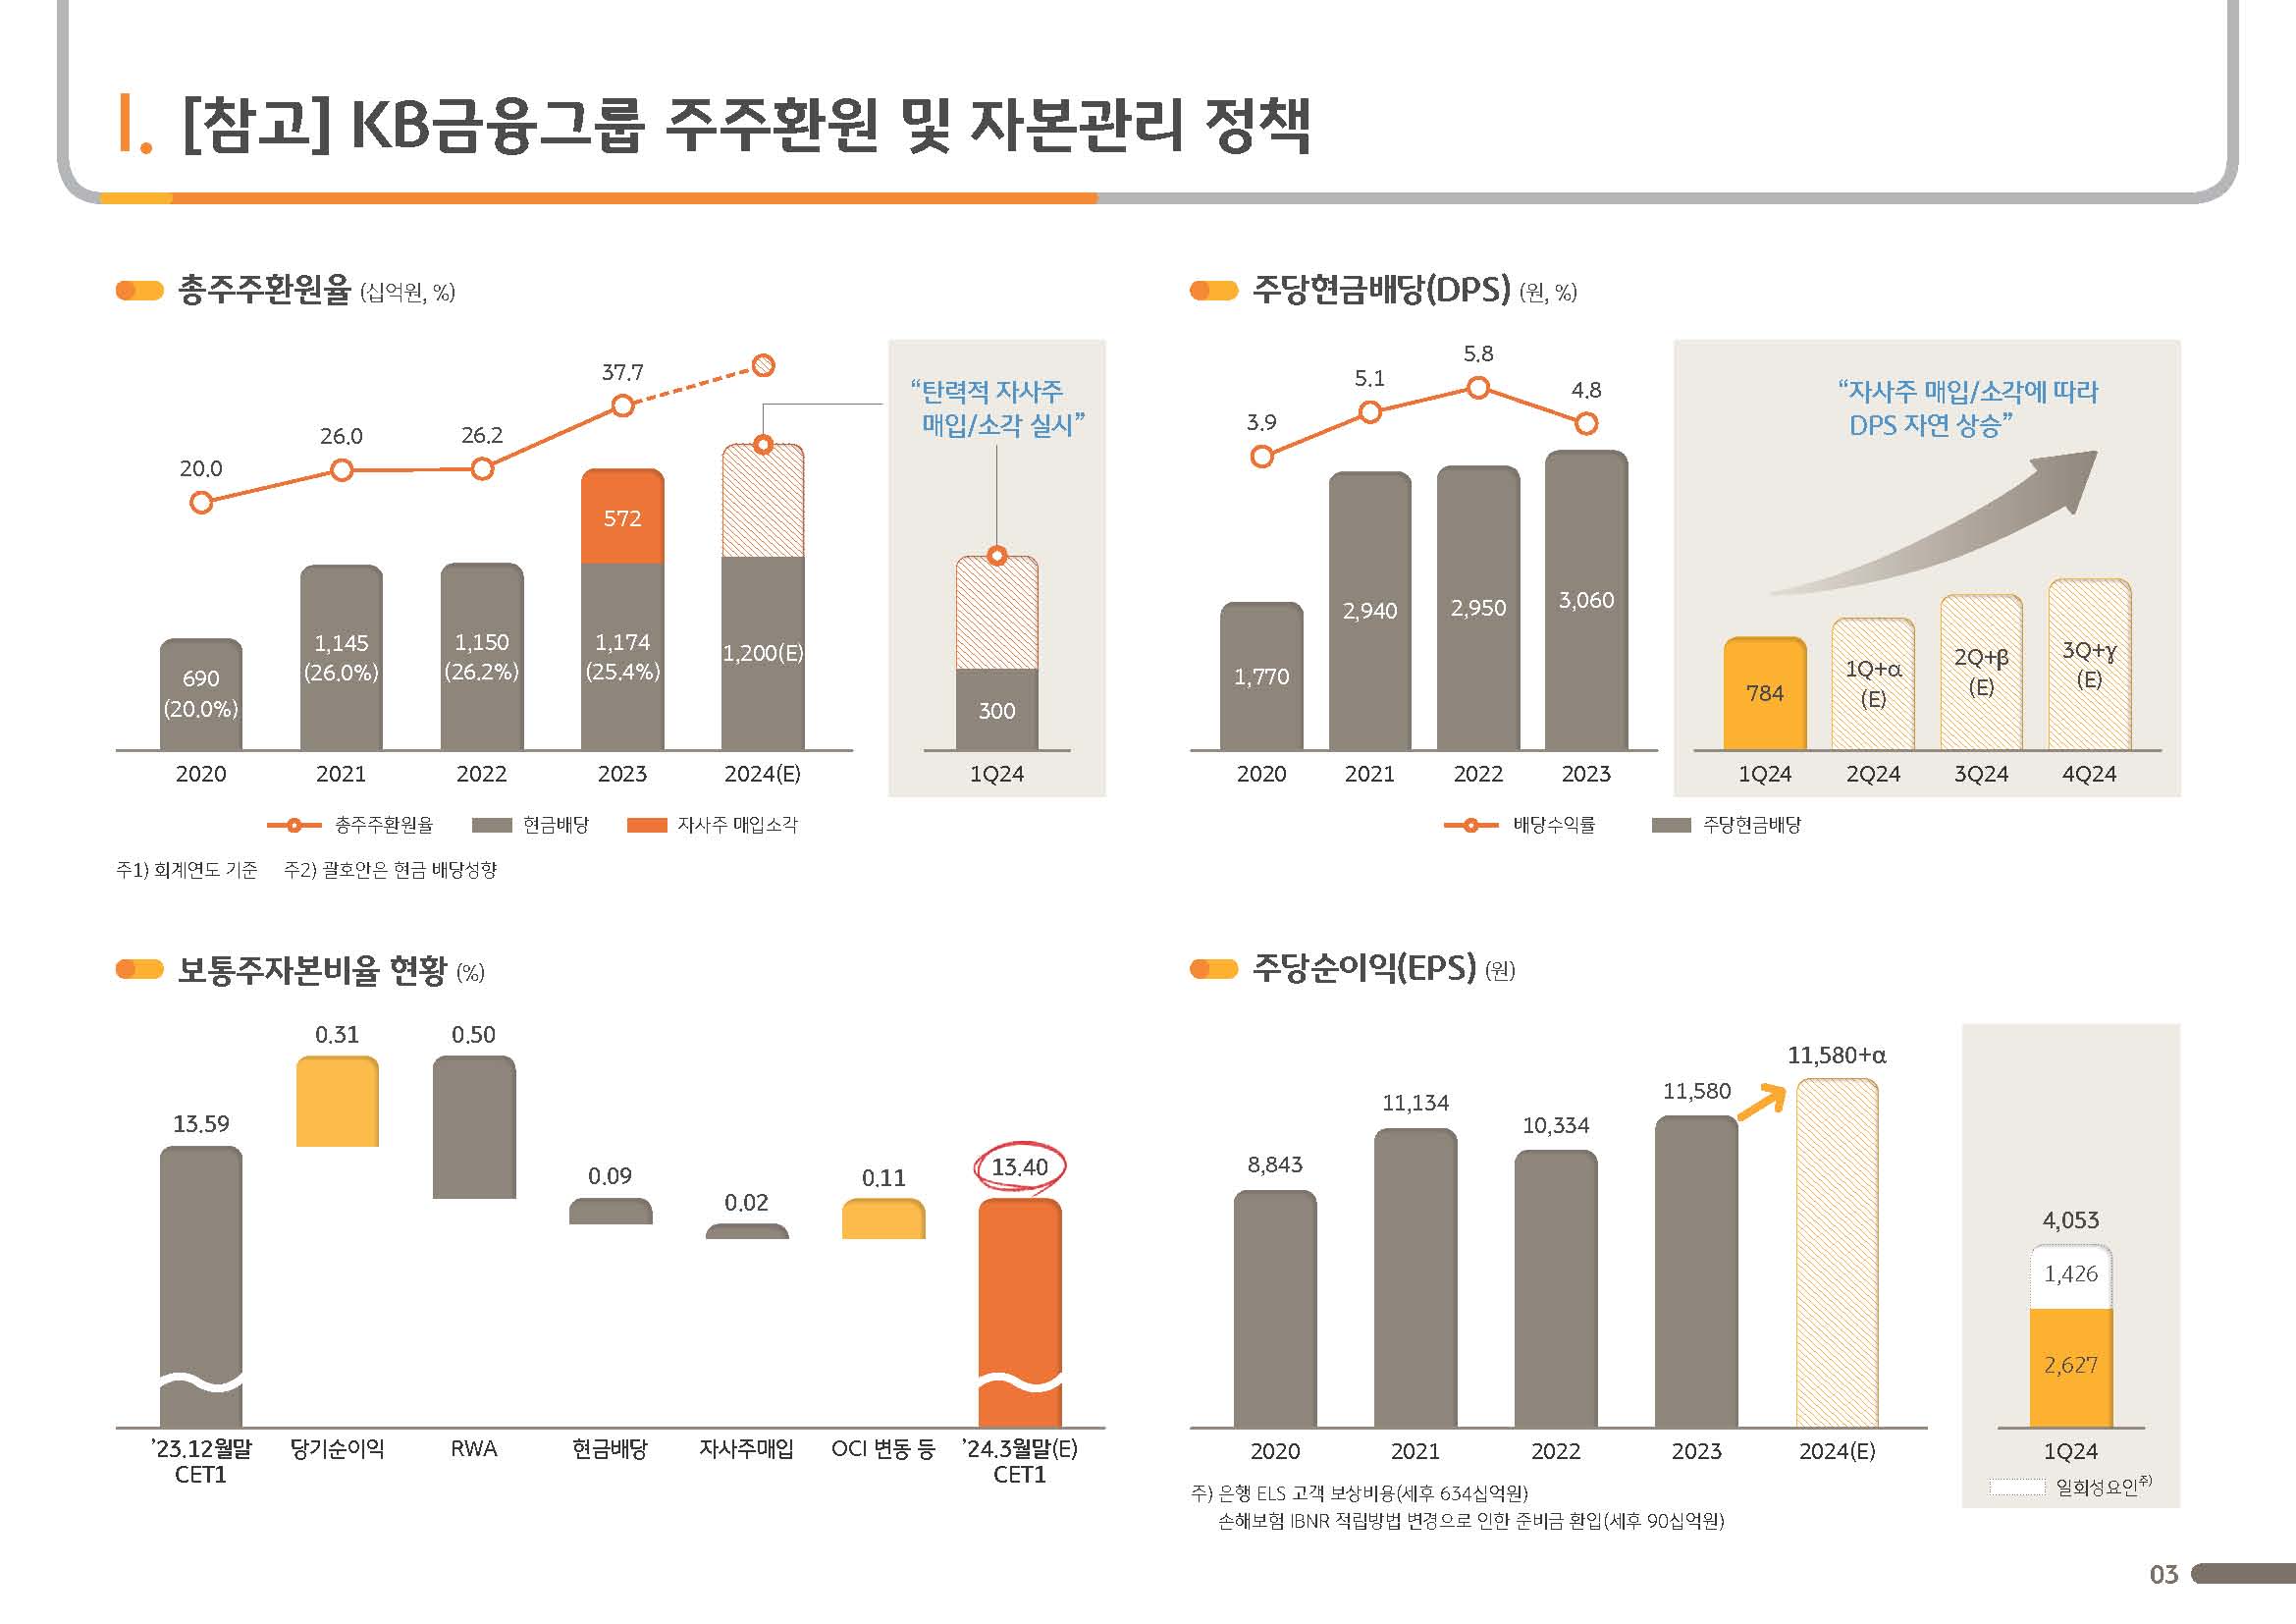 I. [참고] KB금융그룹 주주환원 및 자본관리 정책
총주주환원율 (십억원, %)
20.0
26.0
26.2
37.7
572
690
(20.0%)
1,145
(26.0%)
1,150
(26.2%)
1,174
(25.4%)
1,200(E)
2020
2021
2022
2023
2024(E)
“탄력적 자사주
매입/소각 실시”
300
1Q24
총주주환원율
현금배당
자사주 매입소각
주1) 회계연도 기준 주2) 괄호안은 현금 배당성향
주당현금배당(DPS) (원, %)
3.9
5.1
5.8
4.8
1,770
2,940
2,950
3,060
2020
2021
2022
2023
“자사주 매입/소각에 따라
DPS 자연 상승”
784
1Q+α
(E)
2Q+β
(E)
3Q+γ
(E)
1Q24
2Q24
3Q24
4Q24
배당수익률
주당현금배당
보통주자본비율 현황 (%)
13.59
0.31
0.50
0.09
0.02
0.11
13.40
’23.12월말
CET1
당기순이익
RWA
현금배당
자사주매입
OCI 변동 등
’24.3월말(E)
CET1
주당순이익(EPS) (원)
8,843
11,134
10,334
11,580
11,580+α
2020
2021
2022
2023
2024(E)
4,053
1,426
2,627
1Q24
일회성요인주)
주) 은행 ELS 고객 보상비용(세후 634십억원)
손해보험 IBNR 적립방법 변경으로 인한 준비금 환입(세후 90십억원)
03